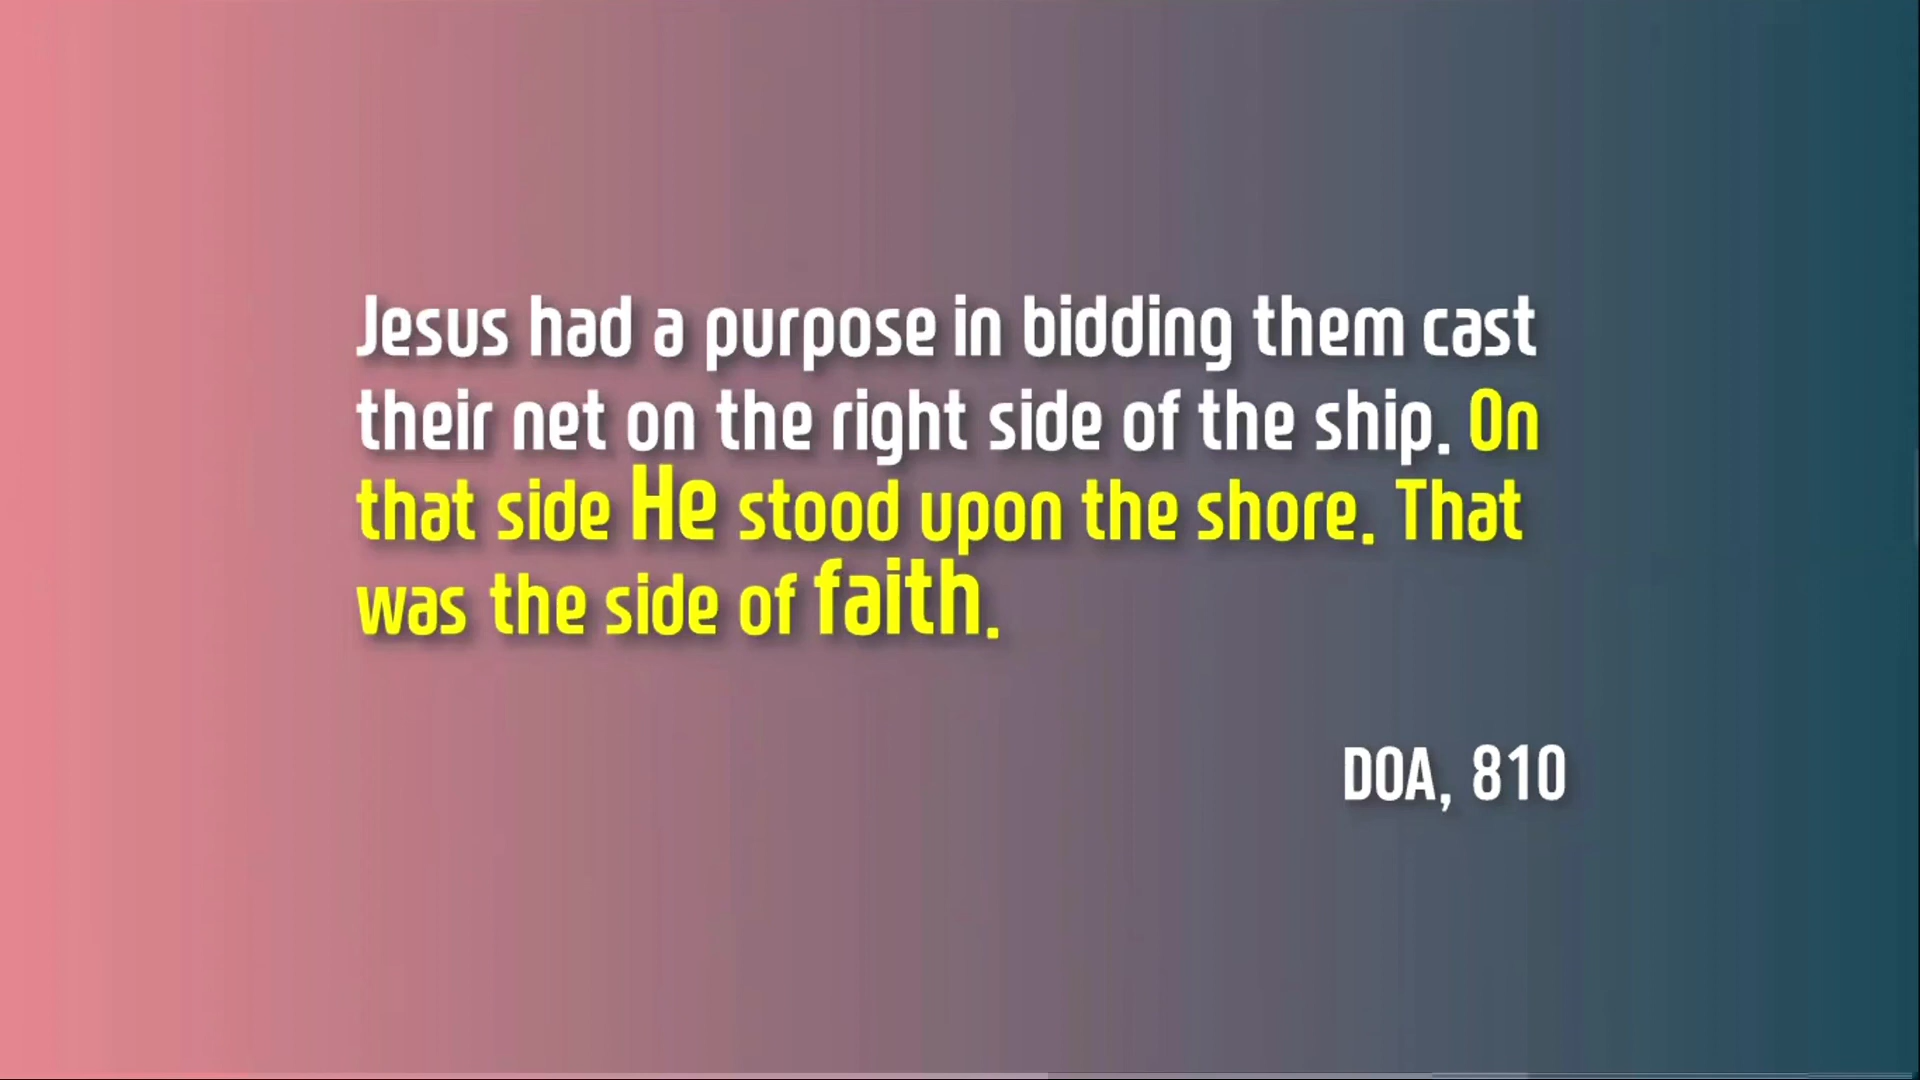 Jesus had a purpose in bidding them cast
their net on the right side of the ship. On
that side He stood upon the shore. That
was the side of faith.
DOA, 810